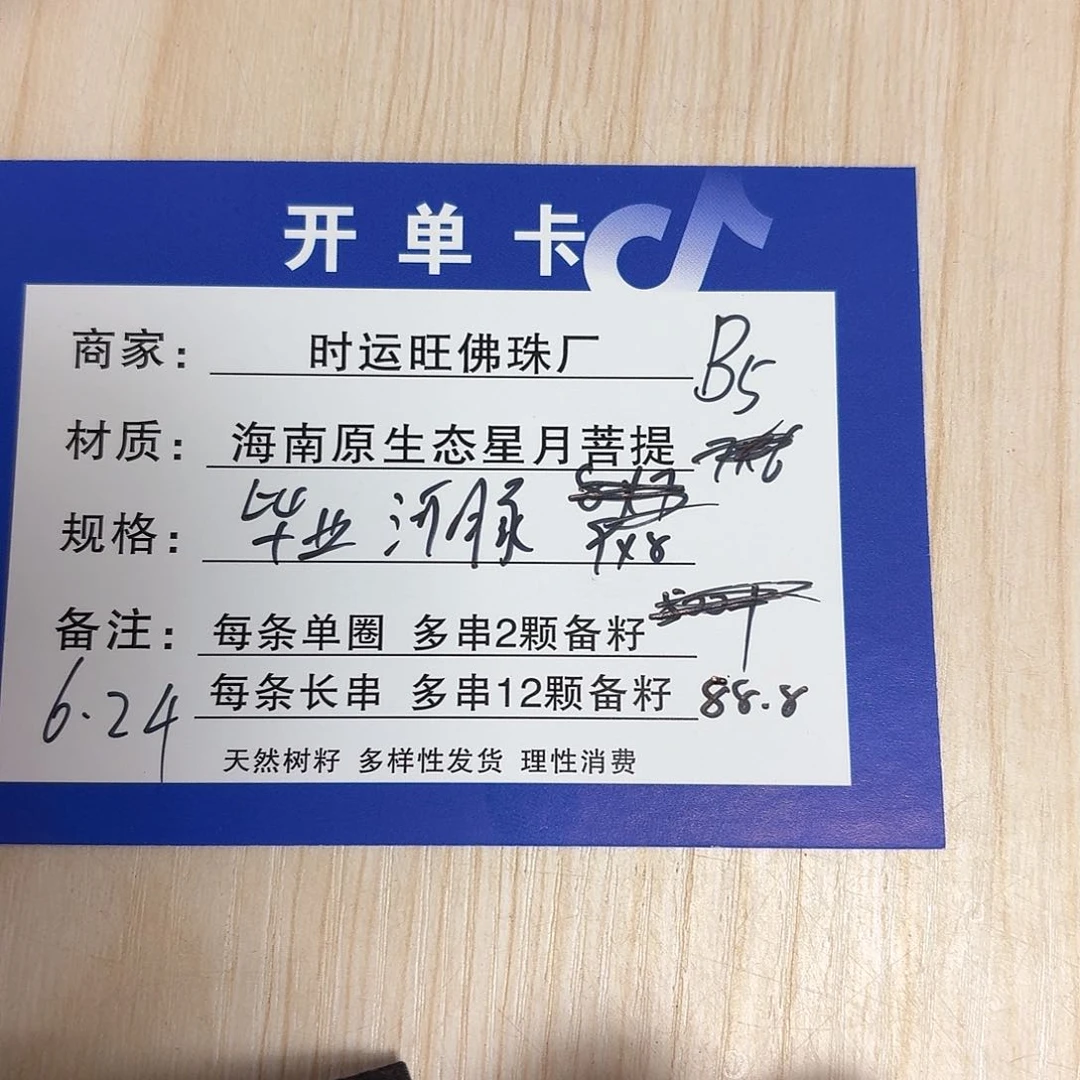 开单卡
商家： 时运旺佛珠厂 B5
材质： 海南原生态星月菩提
规格： 毕业 河豚 9x8
备注： 每条单圈 多串2颗备籽
6.24 每条长串 多串12颗备籽 88.8
天然树籽 多样性发货 理性消费